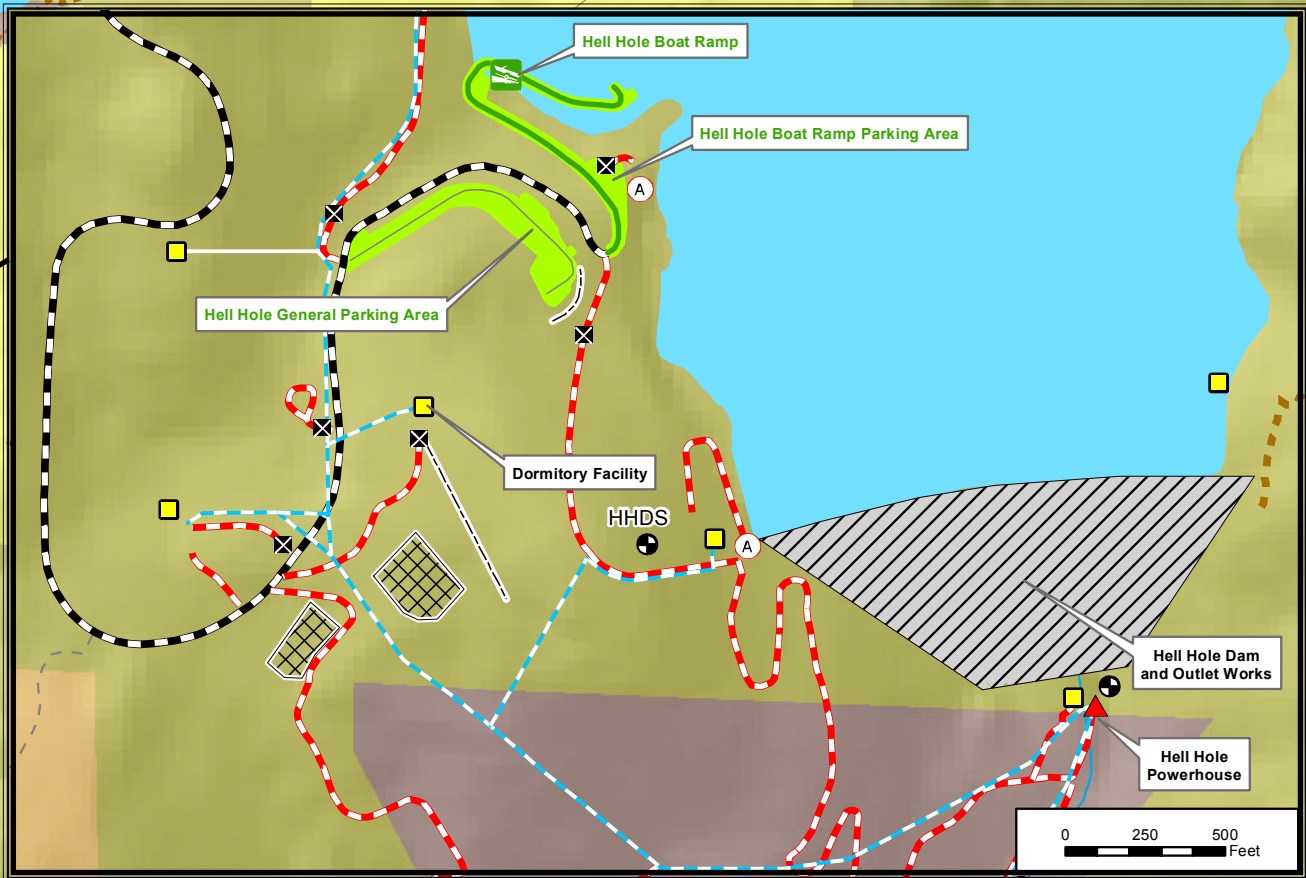 Hell Hole Boat Ramp
Hell Hole Boat Ramp Parking Area
A
Hell Hole General Parking Area
Dormitory Facility
HHDS
A
Hell Hole Dam
and Outlet Works
Hell Hole
Powerhouse
0 250 500
Feet